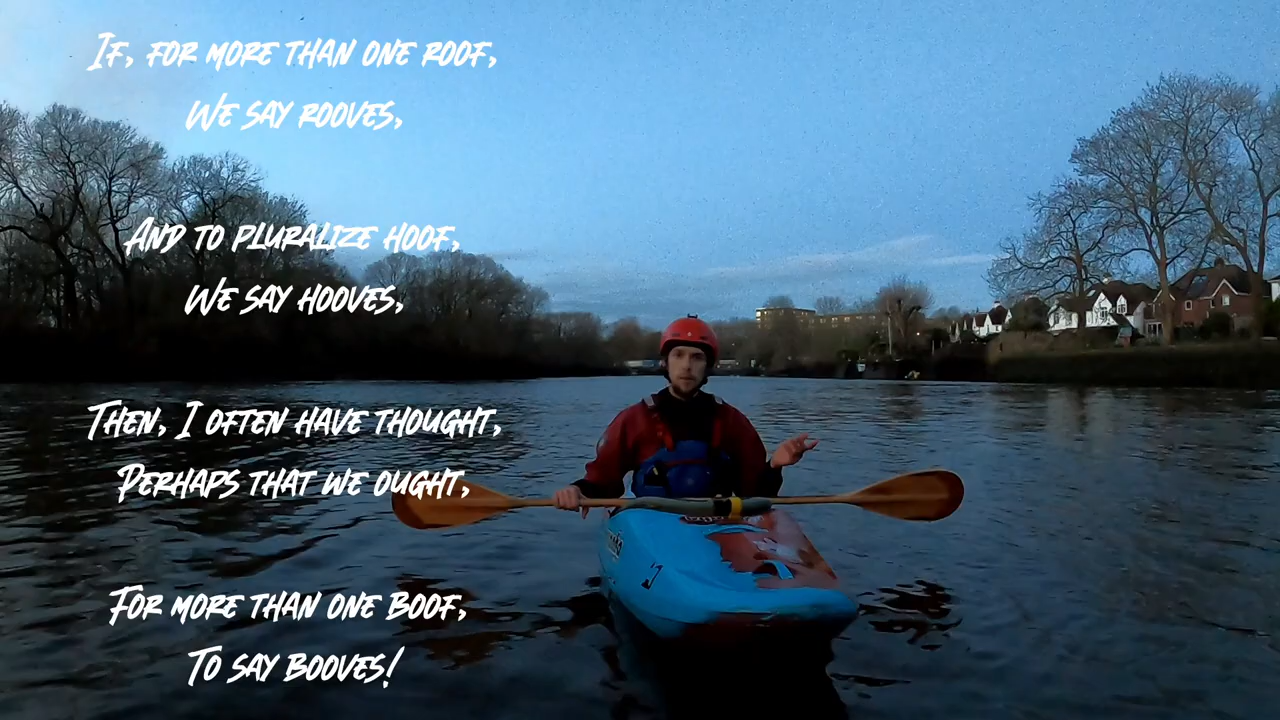 If, for more than one roof,
We say rooves,
And to pluralize hoof,
We say hooves,
Then, I often have thought,
Perhaps that we ought,
For more than one boof,
To say booves!